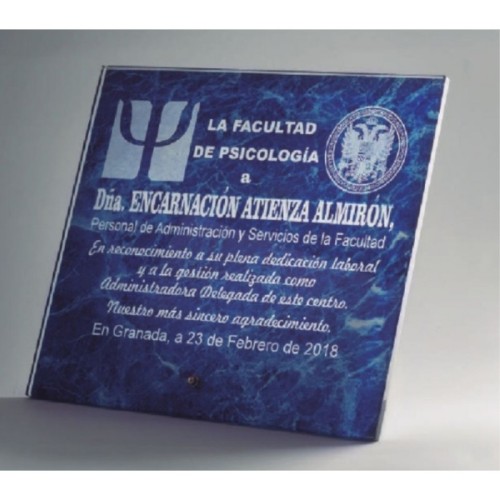 LA FACULTAD
DE PSICOLOGÍA
a
Dña. ENCARNACIÓN ATIENZA ALMIRÓN,
Personal de Administración y Servicios de la Facultad
En reconocimiento a su plena dedicación laboral
y a la gestión realizada como
Administradora Delegada de este centro.
Nuestro más sincero agradecimiento.
En Granada, a 23 de Febrero de 2018